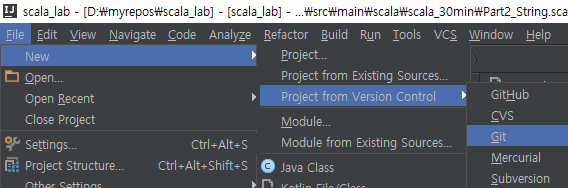 scala_lab - [D:₩myrepos₩scala_lab] - [scala_lab] - ...₩src₩main₩scala₩scala_30min₩Part2_String.sca
File Edit View Navigate Code Analyze Refactor Build Run Tools VCS Window Help
New
Open...
Open Recent
Close Project
Settings... Ctrl+Alt+S
Project Structure... Ctrl+Alt+Shift+S
Other Settings
Project...
Project from Existing Sources...
Project from Version Control
Module...
Module from Existing Sources...
Java Class
Kotlin File/Class
GitHub
CVS
Git
Mercurial
Subversion